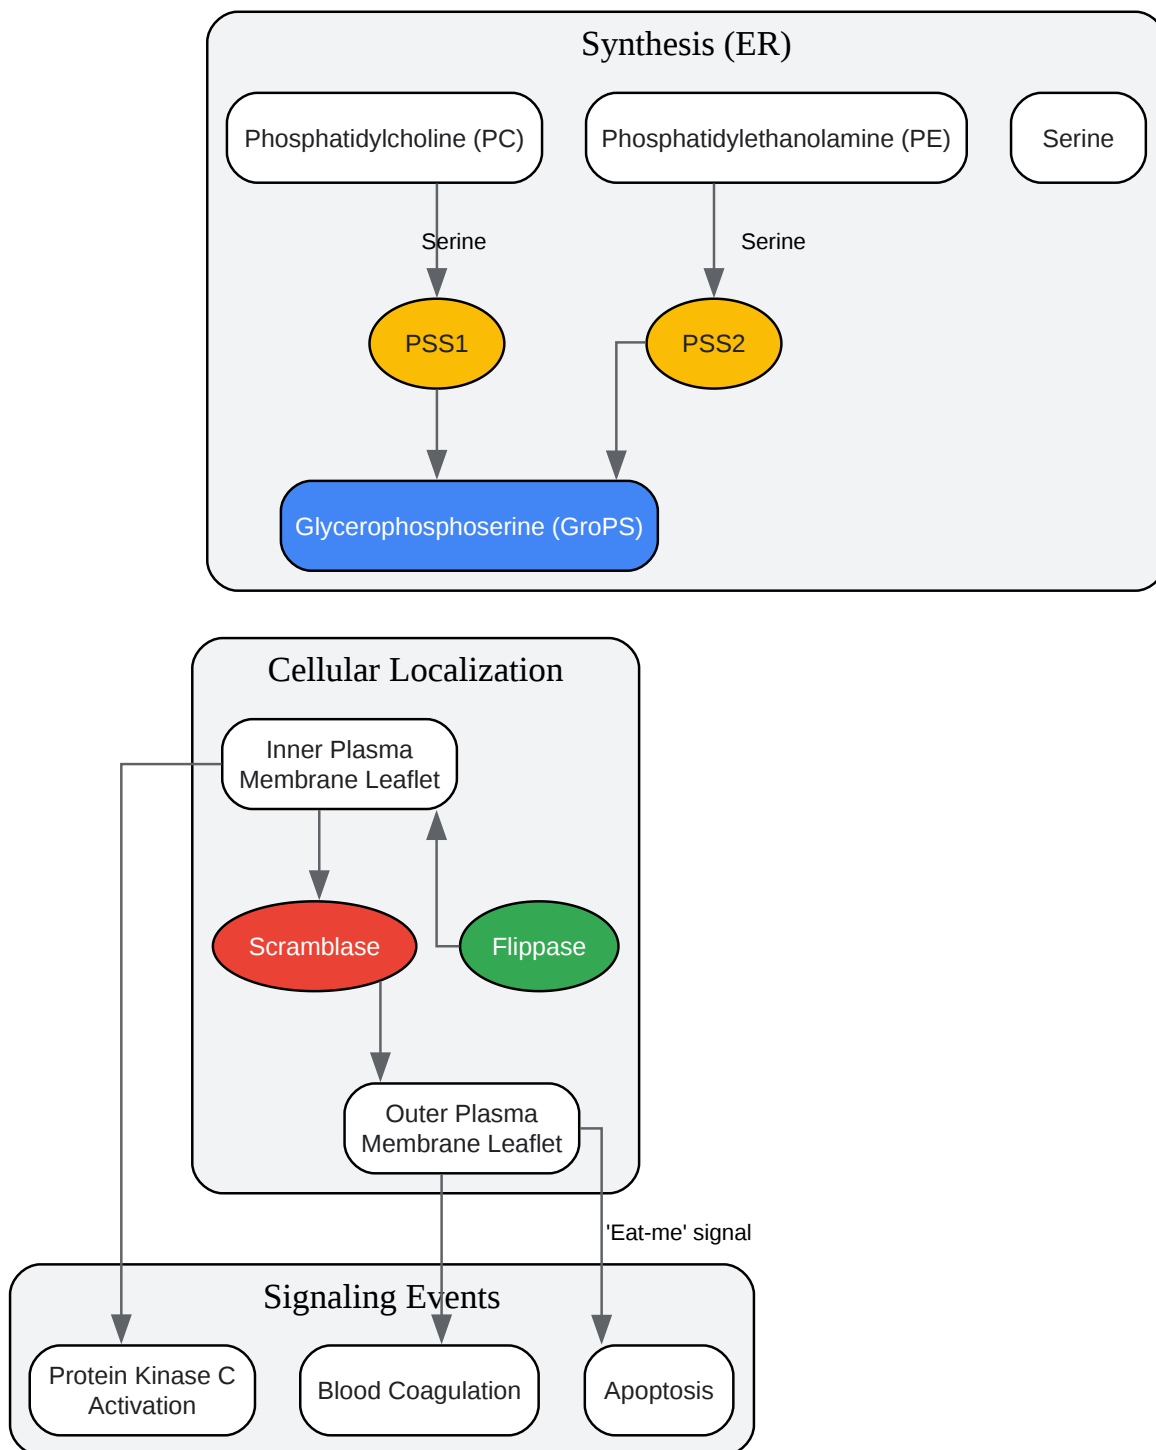 Synthesis (ER)
Phosphatidylcholine (PC)
Phosphatidylethanolamine (PE)
Serine
Serine
Serine
PSS1
PSS2
Glycerophosphoserine (GroPS)
Cellular Localization
Inner Plasma
Membrane Leaflet
Scramblase
Flippase
Outer Plasma
Membrane Leaflet
'Eat-me' signal
Signaling Events
Protein Kinase C
Activation
Blood Coagulation
Apoptosis